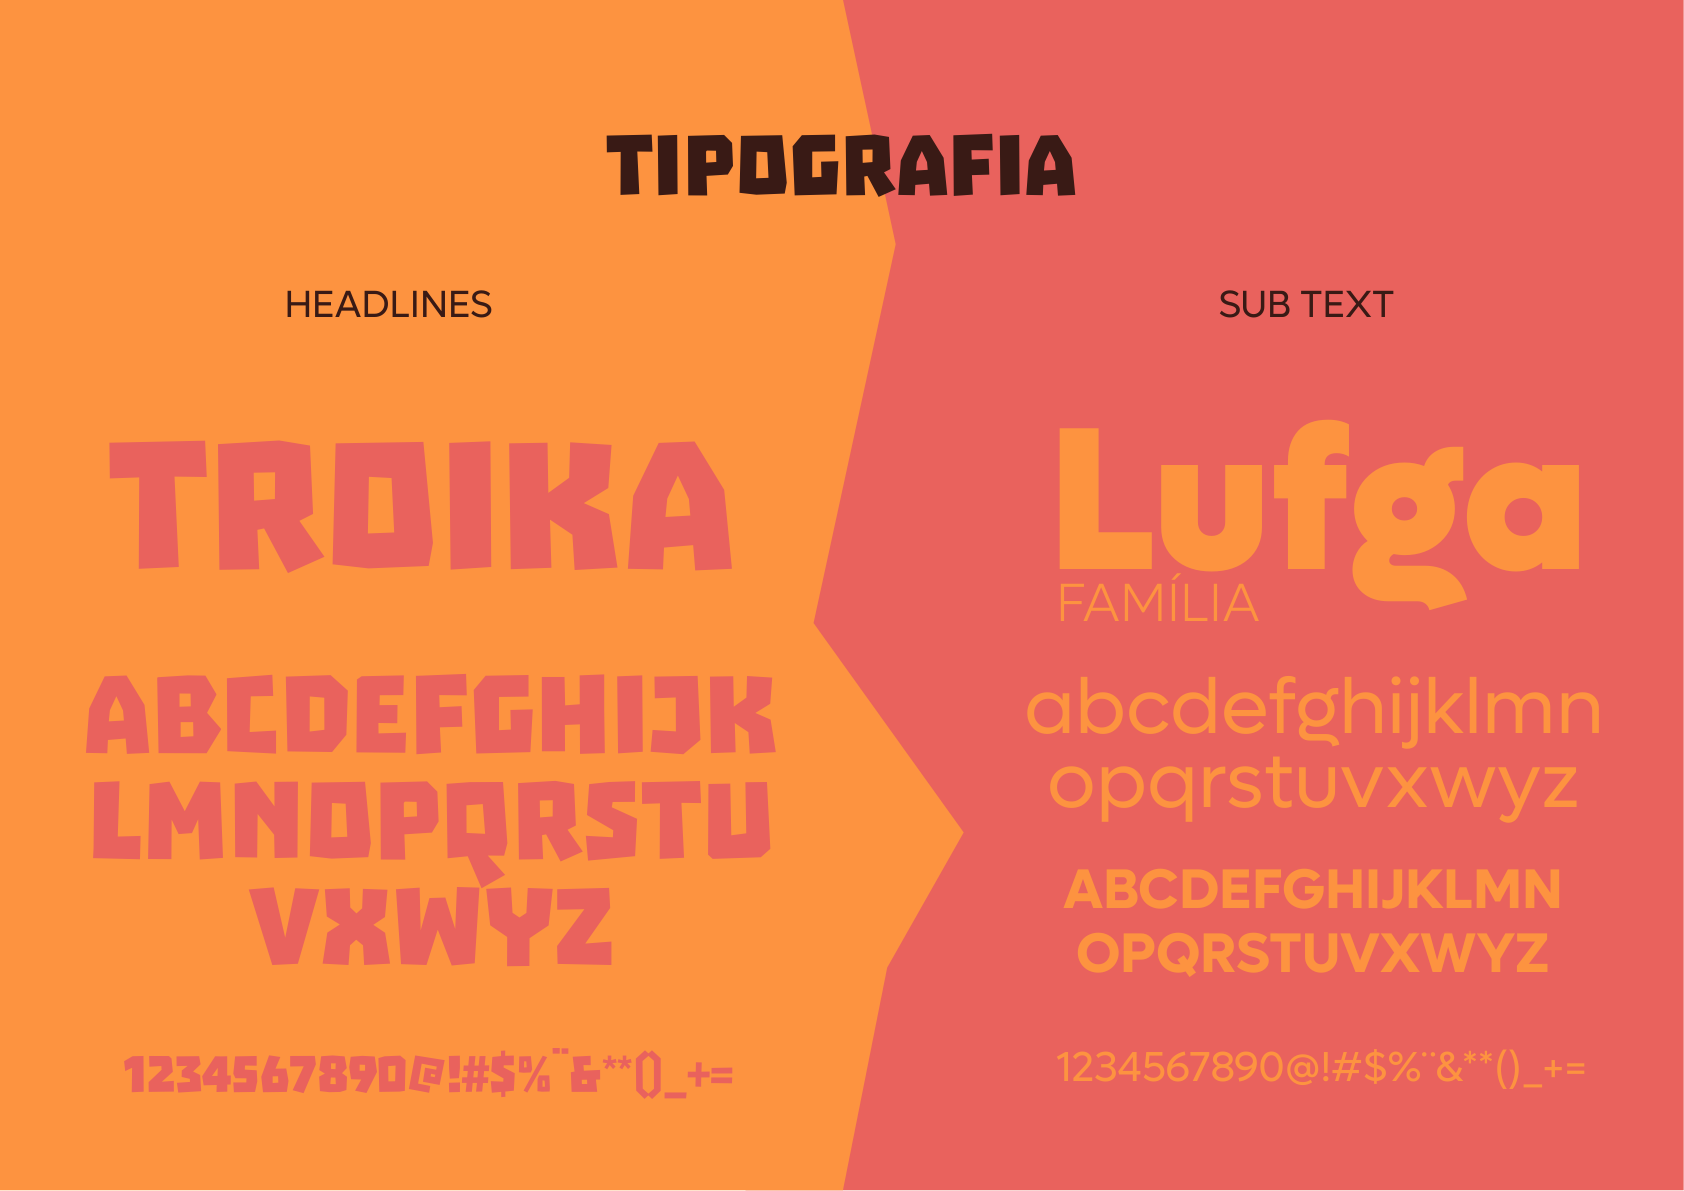 TIPOGRAFIA
HEADLINES
TROIKA
ABCDEFGHIJK
LMNOPQRSTU
VXWYZ
1234567890@!#$%¨&**()_+=
SUB TEXT
Lufga
FAMÍLIA
abcdefghijklmn
opqrstuvxwyz
ABCDEFGHIJKLMN
OPQRSTUVXWYZ
1234567890@!#$%¨&**()_+=